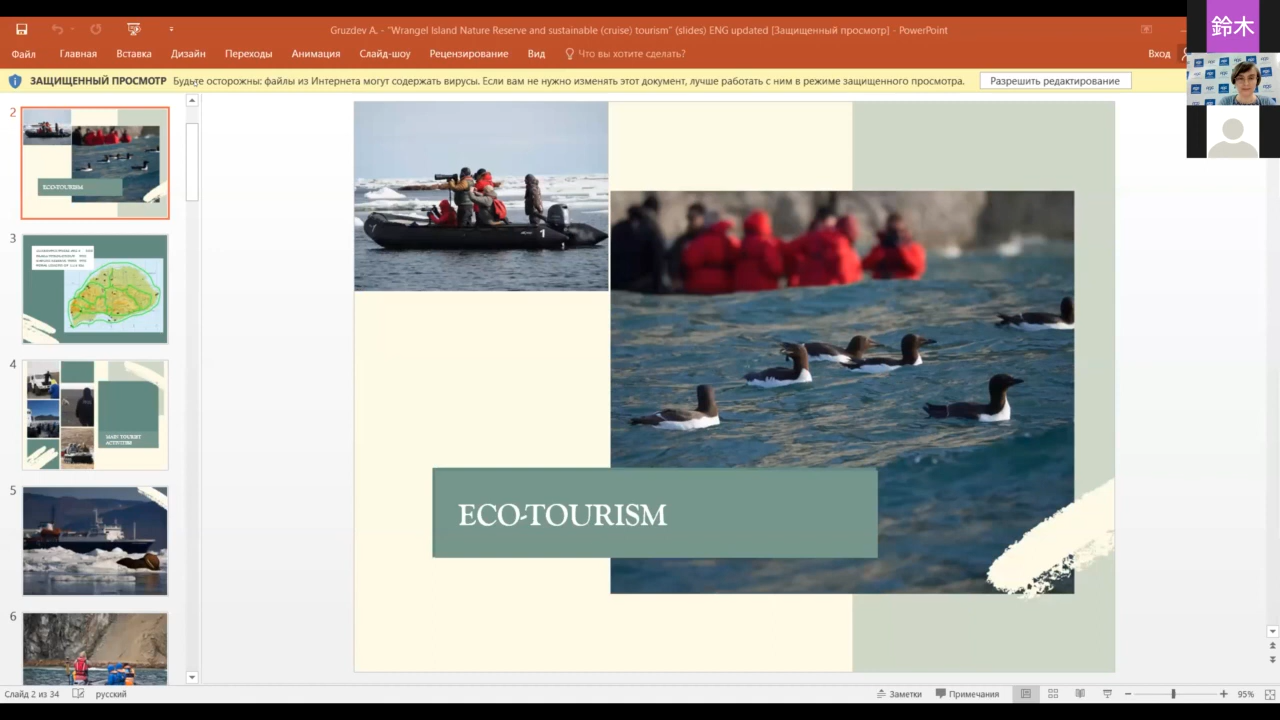 Gruzdev A. - "Wrangel Island Nature Reserve and sustainable (cruise) tourism" (slides) ENG updated [Защищенный просмотр] - PowerPoint
鈴木
Файл Главная Вставка Дизайн Переходы Анимация Слайд-шоу Рецензирование Вид Что вы хотите сделать? Вход
ЗАЩИЩЕННЫЙ ПРОСМОТР Будьте осторожны: файлы из Интернета могут содержать вирусы. Если вам не нужно изменять этот документ, лучше работать с ним в режиме защищенного просмотра. Разрешить редактирование
2
ECO-TOURISM
3
4
MAIN TOURIST
ACTIVITIES
5
6
1
ECO-TOURISM
Слайд 2 из 34 русский Заметки Примечания 95%